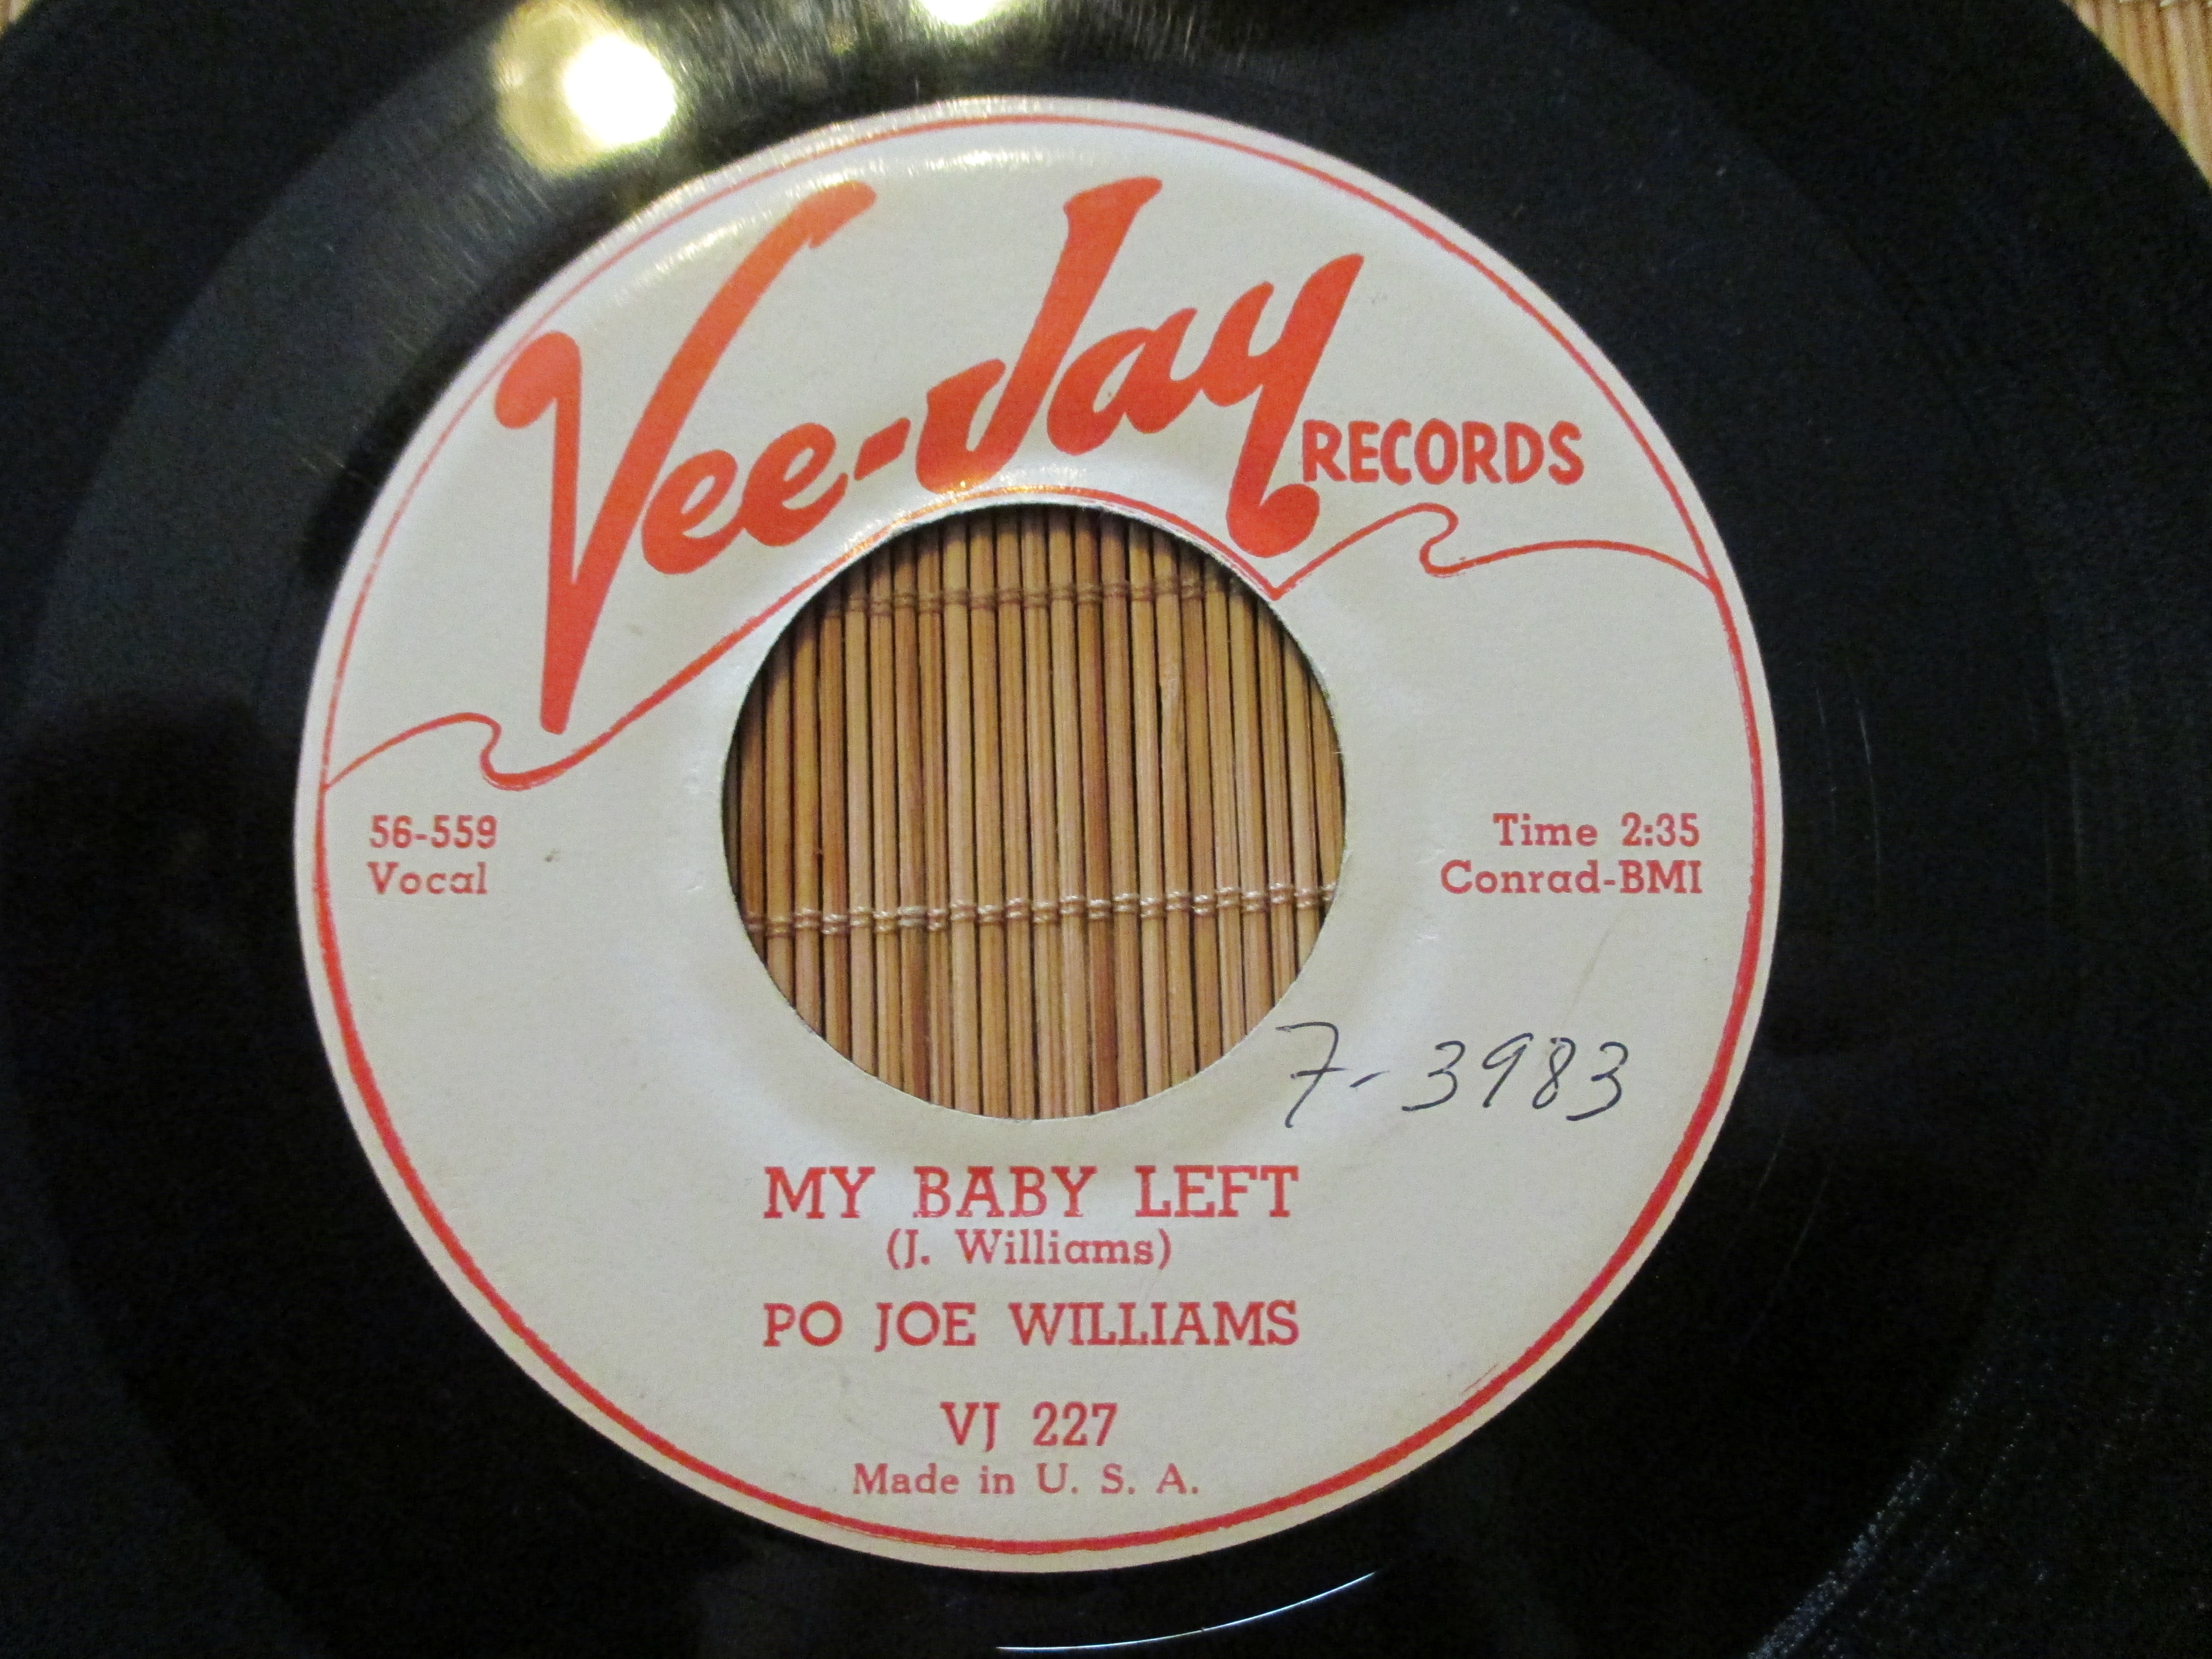 Vee-Jay RECORDS
56-559
Vocal
Time 2:35
Conrad-BMI
7-3983
MY BABY LEFT
(J. Williams)
PO JOE WILLIAMS
VJ 227
Made in U. S. A.